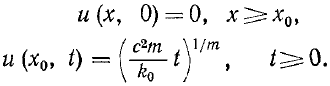 u (x, 0) = 0, x ⩾ x₀,
u (x₀, t) = (c²m/k₀ t)^{1/m}, t ⩾ 0.